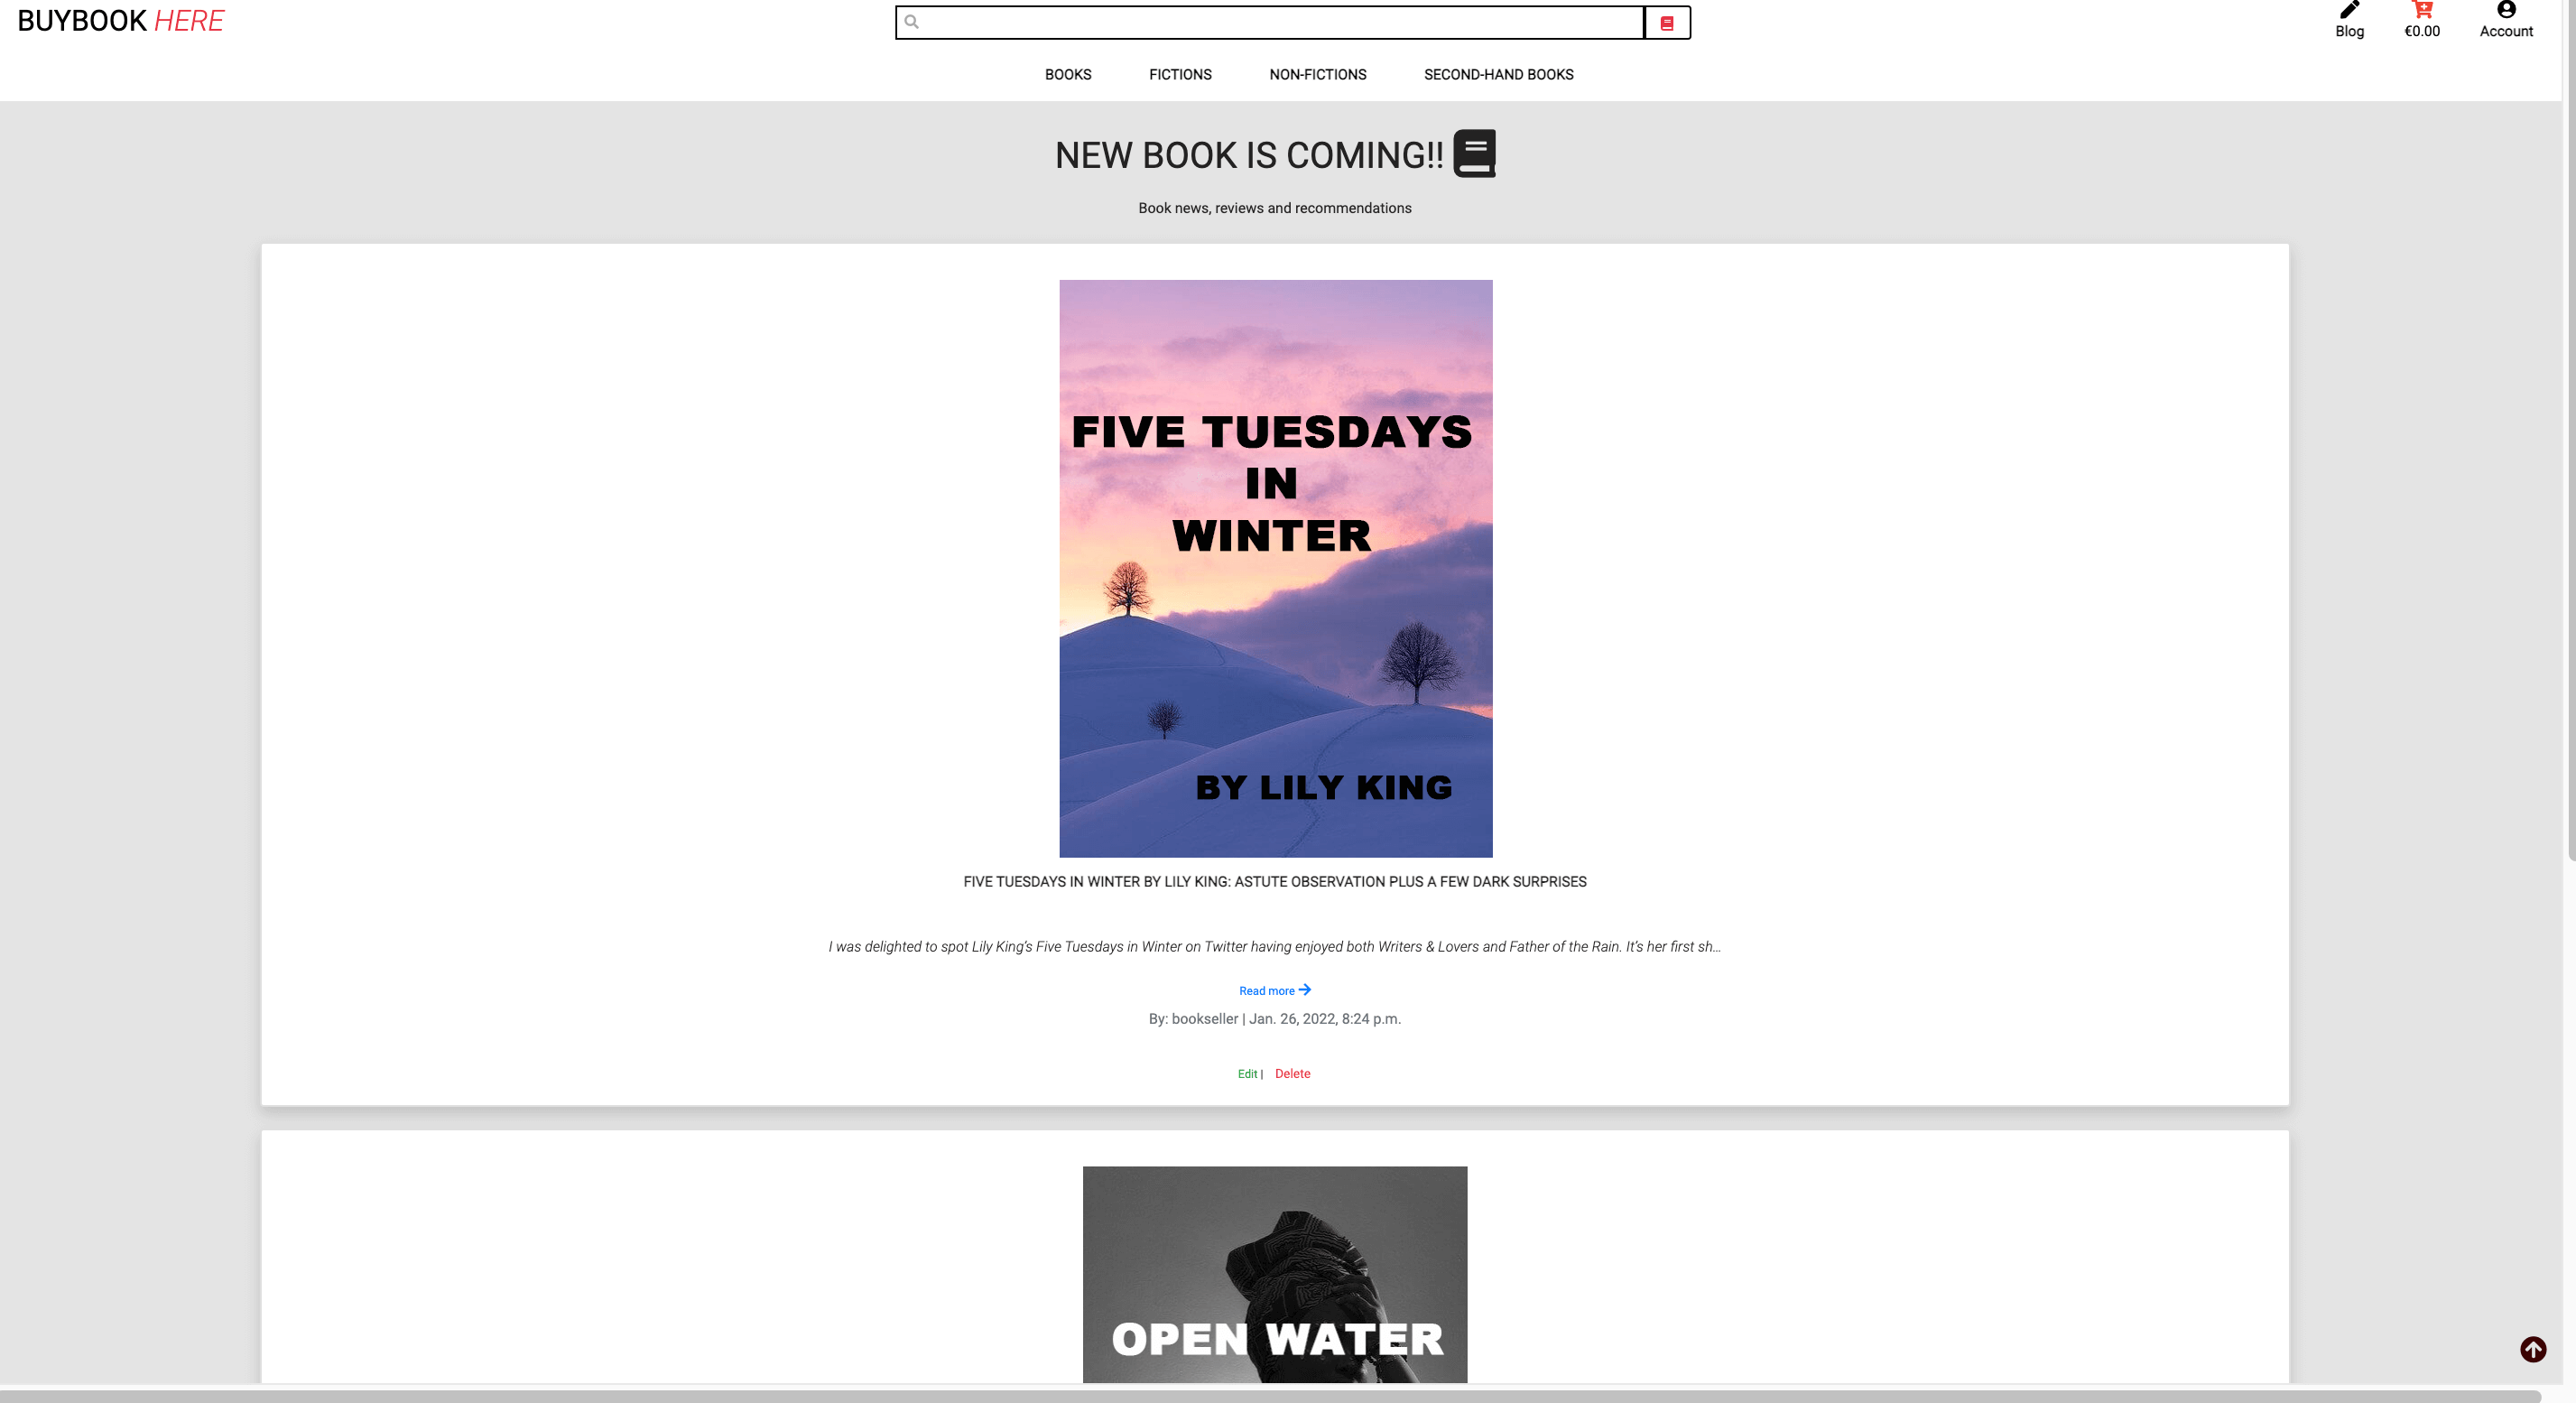 BUYBOOK HERE
Blog
€0.00
Account
BOOKS
FICTIONS
NON-FICTIONS
SECOND-HAND BOOKS
NEW BOOK IS COMING!!
Book news, reviews and recommendations
FIVE TUESDAYS
IN
WINTER
BY LILY KING
FIVE TUESDAYS IN WINTER BY LILY KING: ASTUTE OBSERVATION PLUS A FEW DARK SURPRISES
I was delighted to spot Lily King's Five Tuesdays in Winter on Twitter having enjoyed both Writers & Lovers and Father of the Rain. It's her first sh...
Read more
By: bookseller | Jan. 26, 2022, 8:24 p.m.
Edit | Delete
OPEN WATER